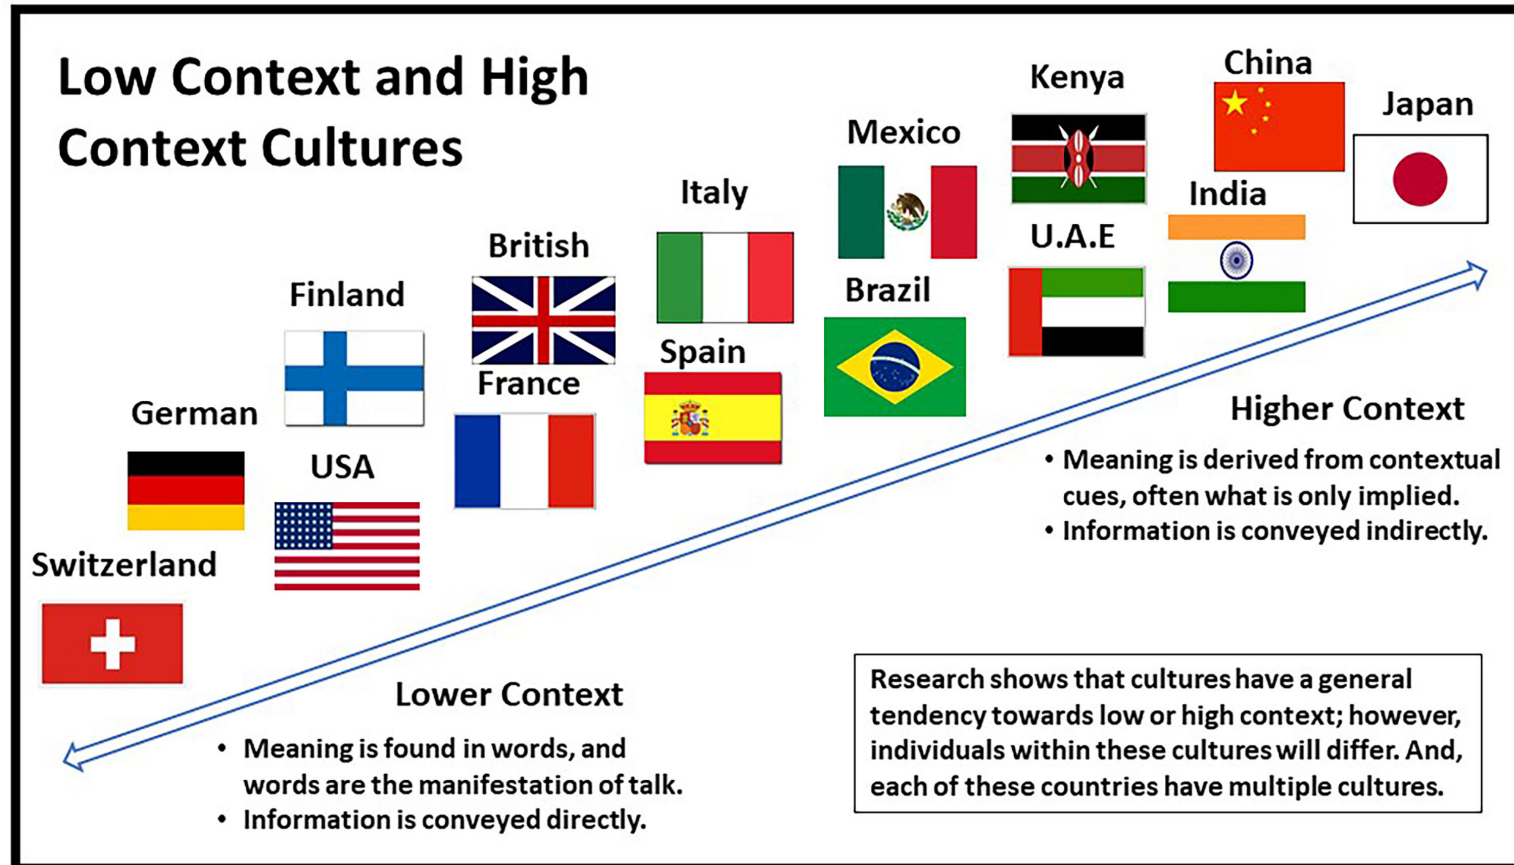 Low Context and High
Context Cultures
Switzerland
German
Finland
USA
British
France
Italy
Spain
Mexico
Brazil
Kenya
U.A.E
China
India
Japan
Higher Context
• Meaning is derived from contextual
cues, often what is only implied.
• Information is conveyed indirectly.
Lower Context
• Meaning is found in words, and
words are the manifestation of talk.
• Information is conveyed directly.
Research shows that cultures have a general
tendency towards low or high context; however,
individuals within these cultures will differ. And,
each of these countries have multiple cultures.